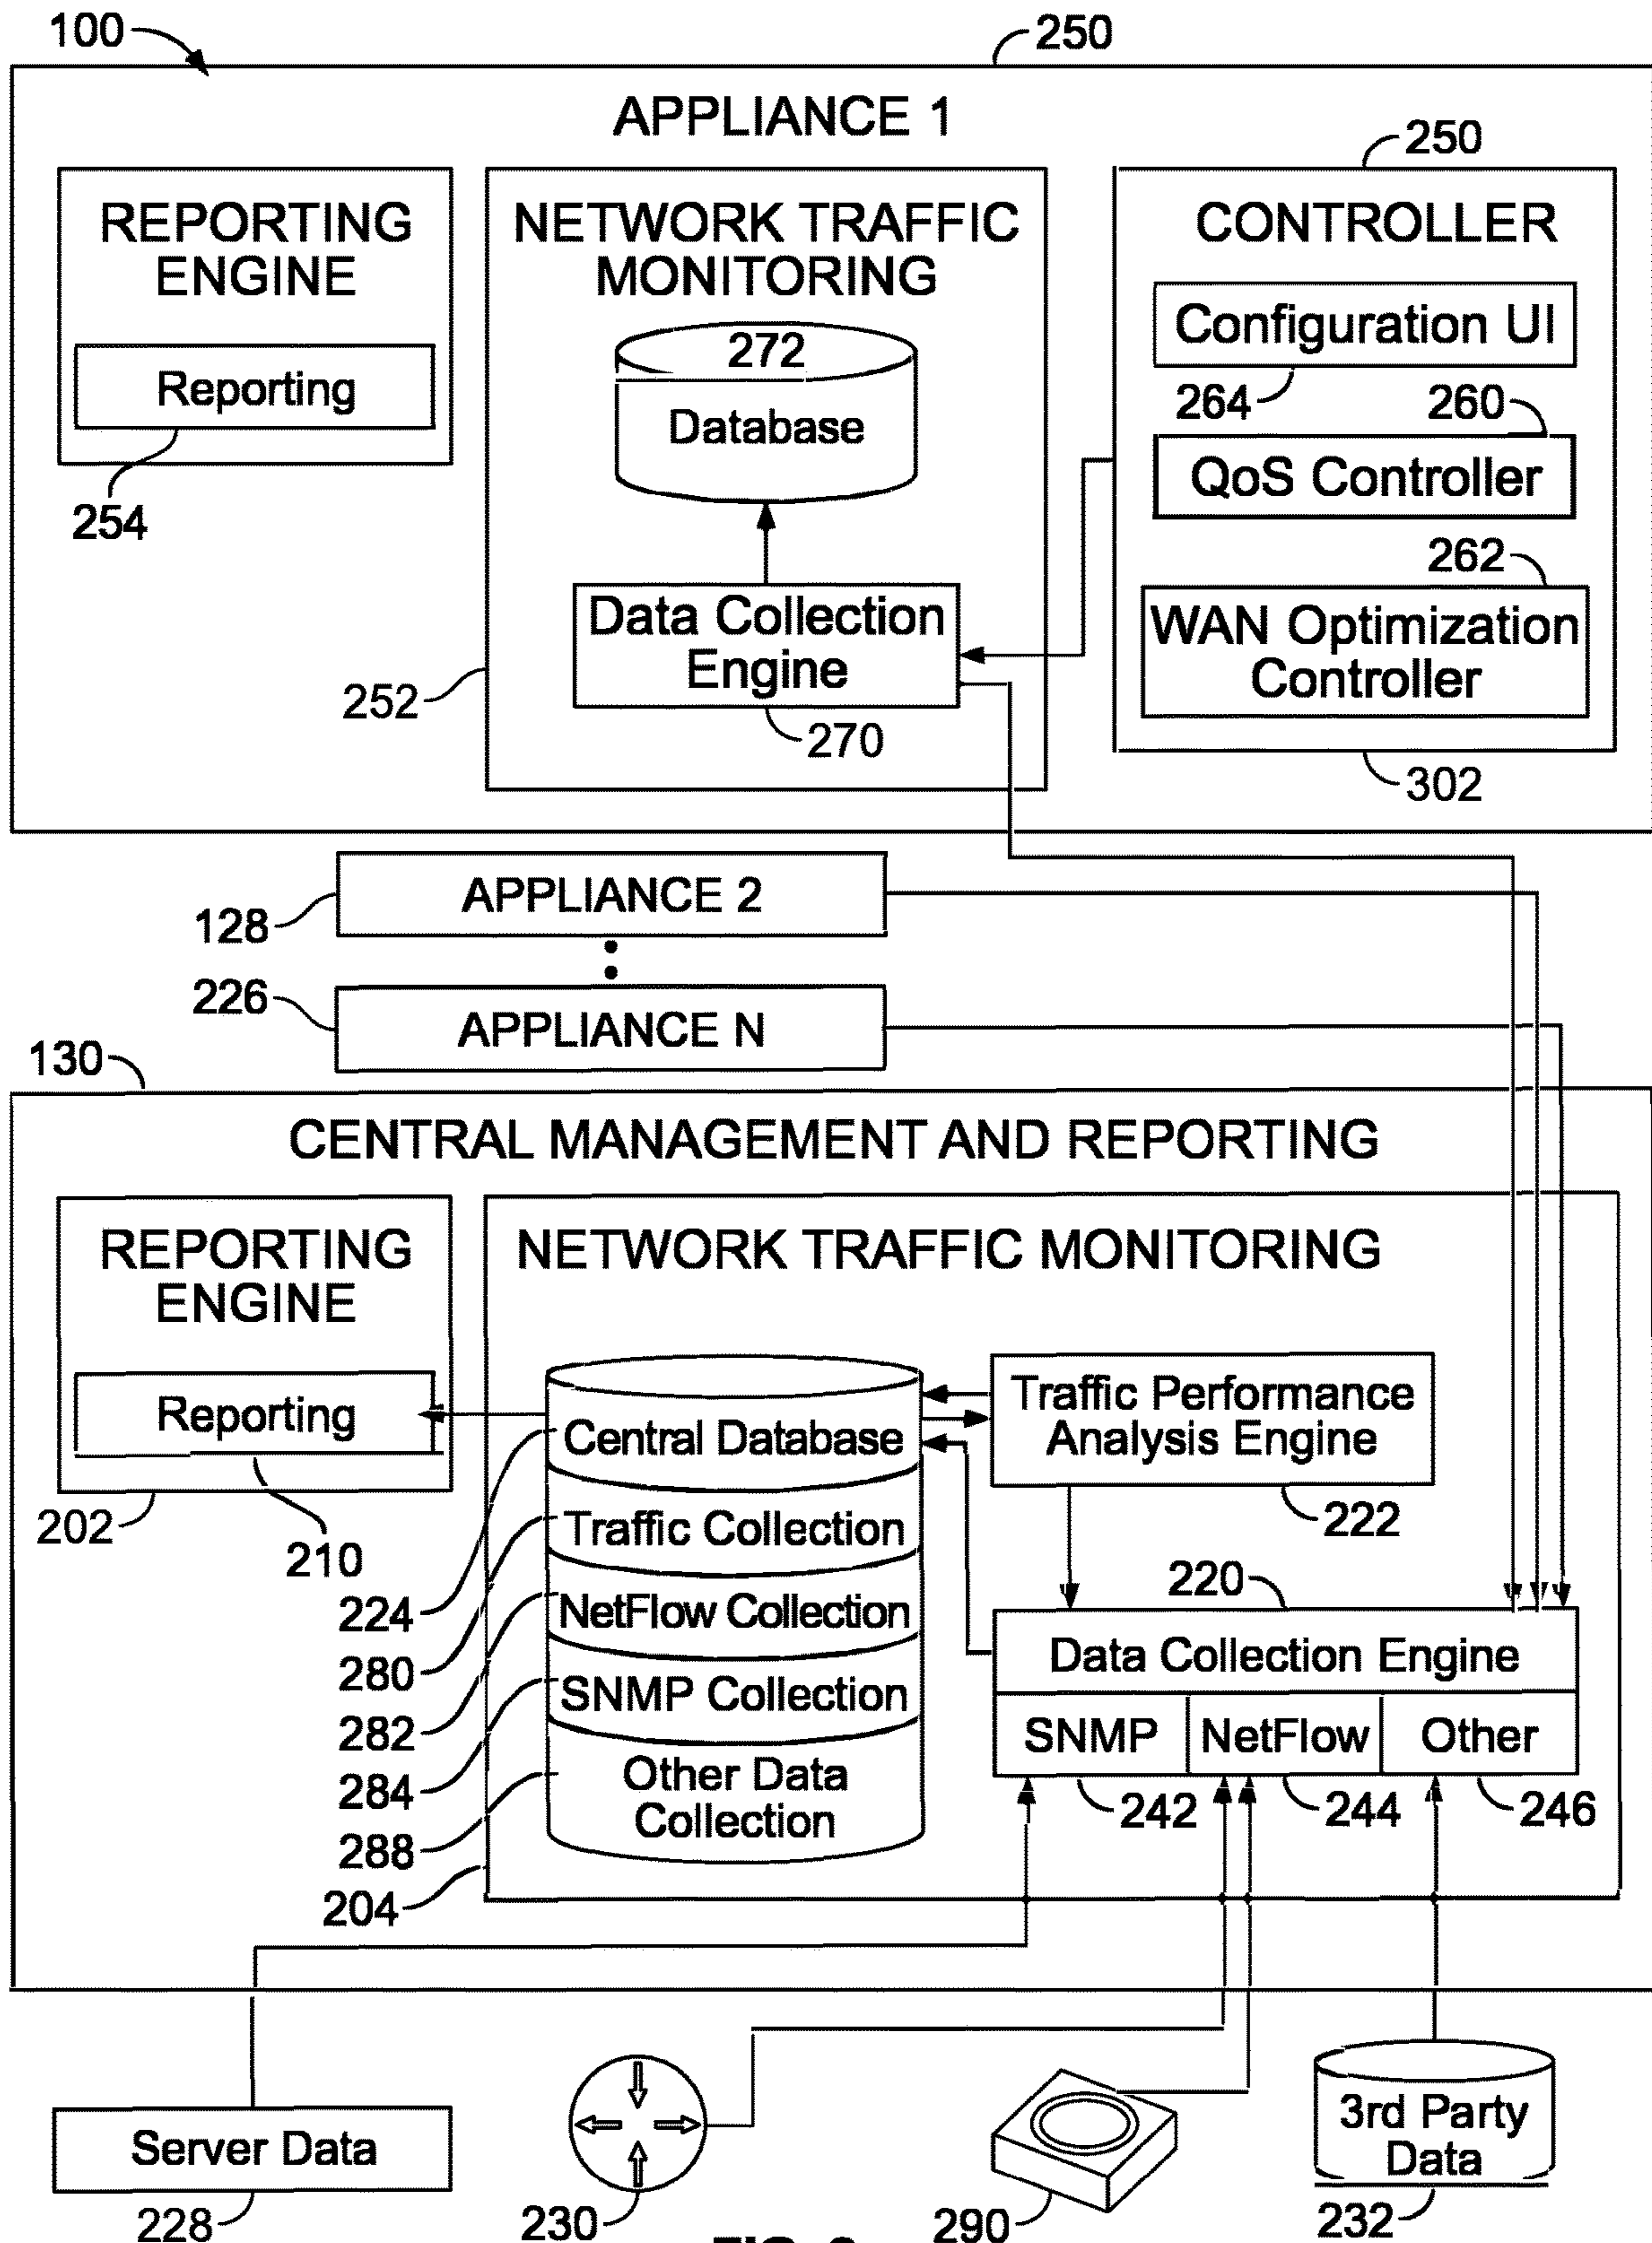 100
250
APPLIANCE 1
250
REPORTING
ENGINE
Reporting
254
NETWORK TRAFFIC
MONITORING
272
Database
Data Collection
Engine
252
270
CONTROLLER
Configuration UI
264
260
QoS Controller
262
WAN Optimization
Controller
302
APPLIANCE 2
128
226
APPLIANCE N
130
CENTRAL MANAGEMENT AND REPORTING
REPORTING
ENGINE
Reporting
202
210
NETWORK TRAFFIC MONITORING
Central Database
Traffic Collection
NetFlow Collection
SNMP Collection
Other Data
Collection
224
280
282
284
288
204
Traffic Performance
Analysis Engine
222
220
Data Collection Engine
SNMP
NetFlow
Other
242
244
246
Server Data
228
230
290
3rd Party
Data
232